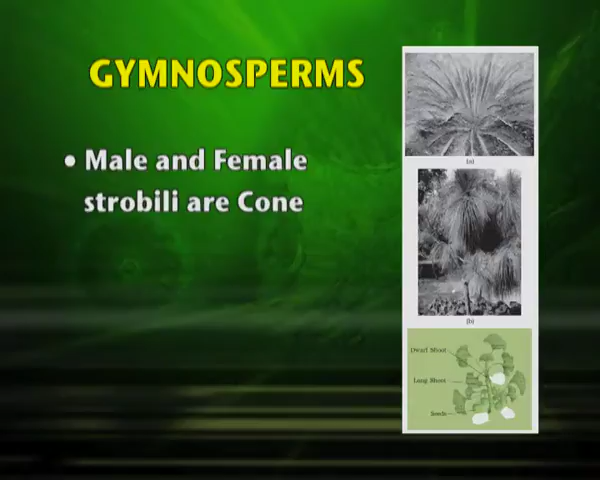 GYMNOSPERMS
• Male and Female
strobili are Cone
(a)
(b)
Dwarf Shoot
Long Shoot
Seeds